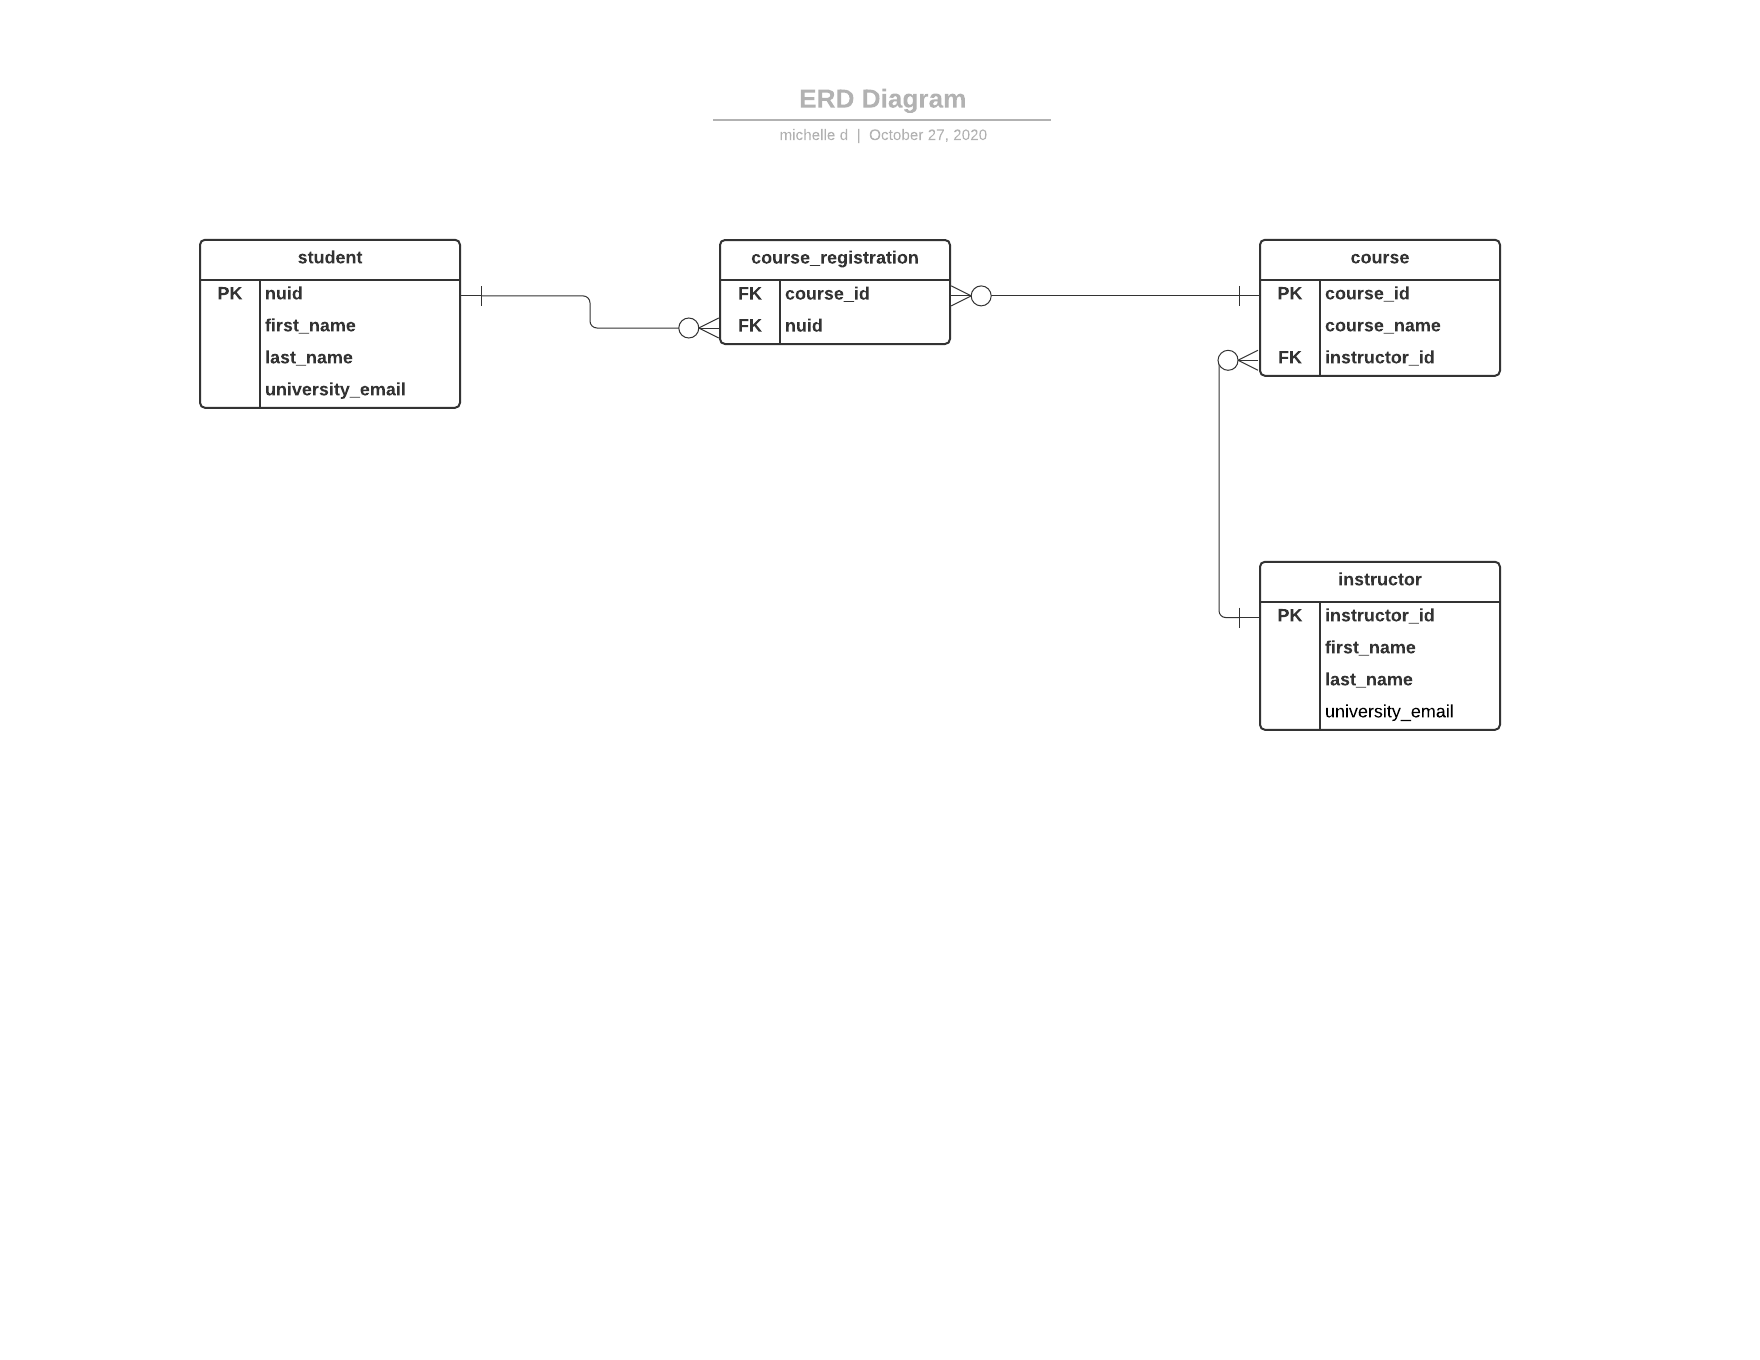 ERD Diagram
michelle d | October 27, 2020
student
PK nuid
first_name
last_name
university_email
course_registration
FK course_id
FK nuid
course
PK course_id
course_name
FK instructor_id
instructor
PK instructor_id
first_name
last_name
university_email